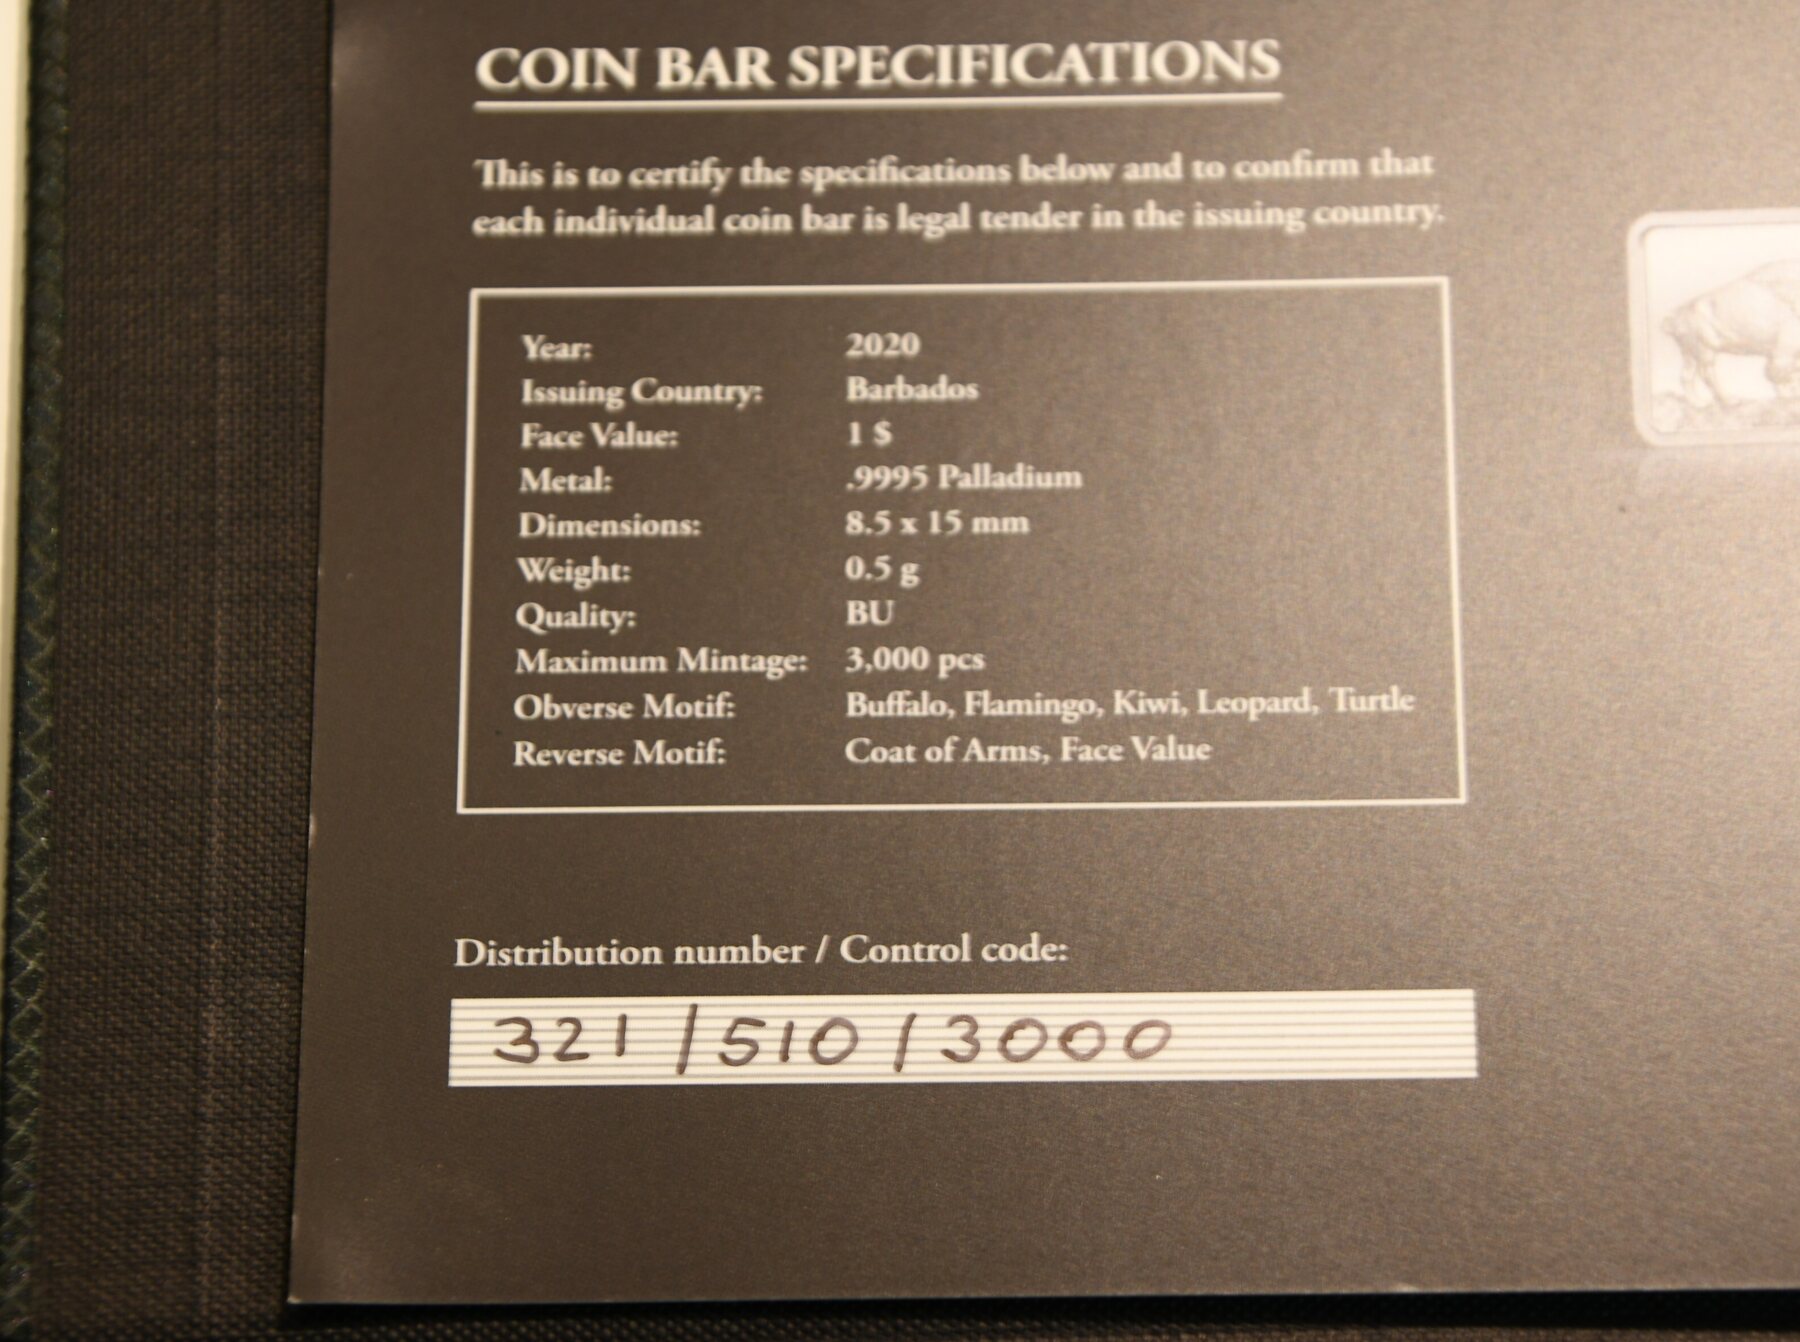 COIN BAR SPECIFICATIONS
This is to certify the specifications below and to confirm that
each individual coin bar is legal tender in the issuing country.
Year: 2020
Issuing Country: Barbados
Face Value: 1 $
Metal: .9995 Palladium
Dimensions: 8.5 x 15 mm
Weight: 0.5 g
Quality: BU
Maximum Mintage: 3,000 pcs
Obverse Motif: Buffalo, Flamingo, Kiwi, Leopard, Turtle
Reverse Motif: Coat of Arms, Face Value
Distribution number / Control code:
321 / 510 / 3000